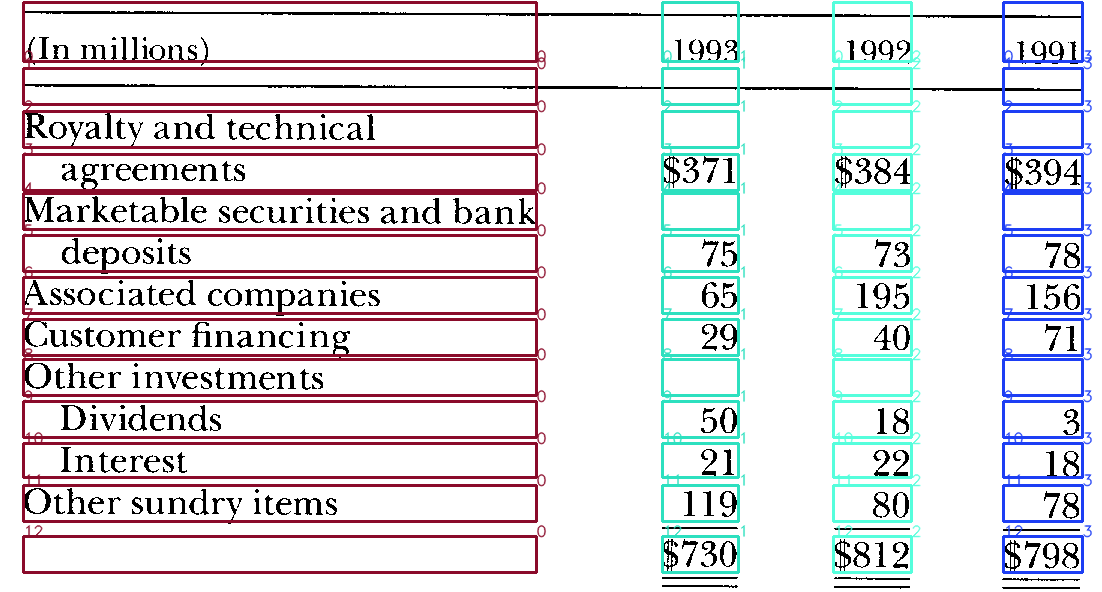 (In millions) 1993 1992 1991
Royalty and technical
agreements $371 $384 $394
Marketable securities and bank
deposits 75 73 78
Associated companies 65 195 156
Customer financing 29 40 71
Other investments
Dividends 50 18 3
Interest 21 22 18
Other sundry items 119 80 78
$730 $812 $798